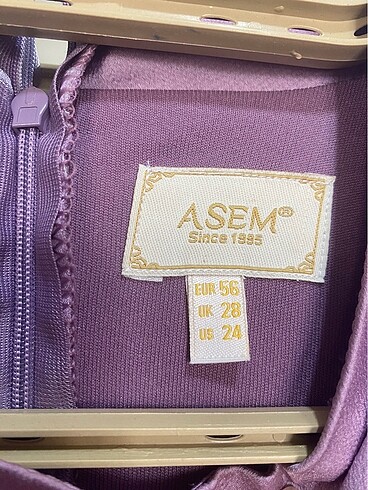 ASEM®
Since 1995
EUR 56
UK 28
US 24